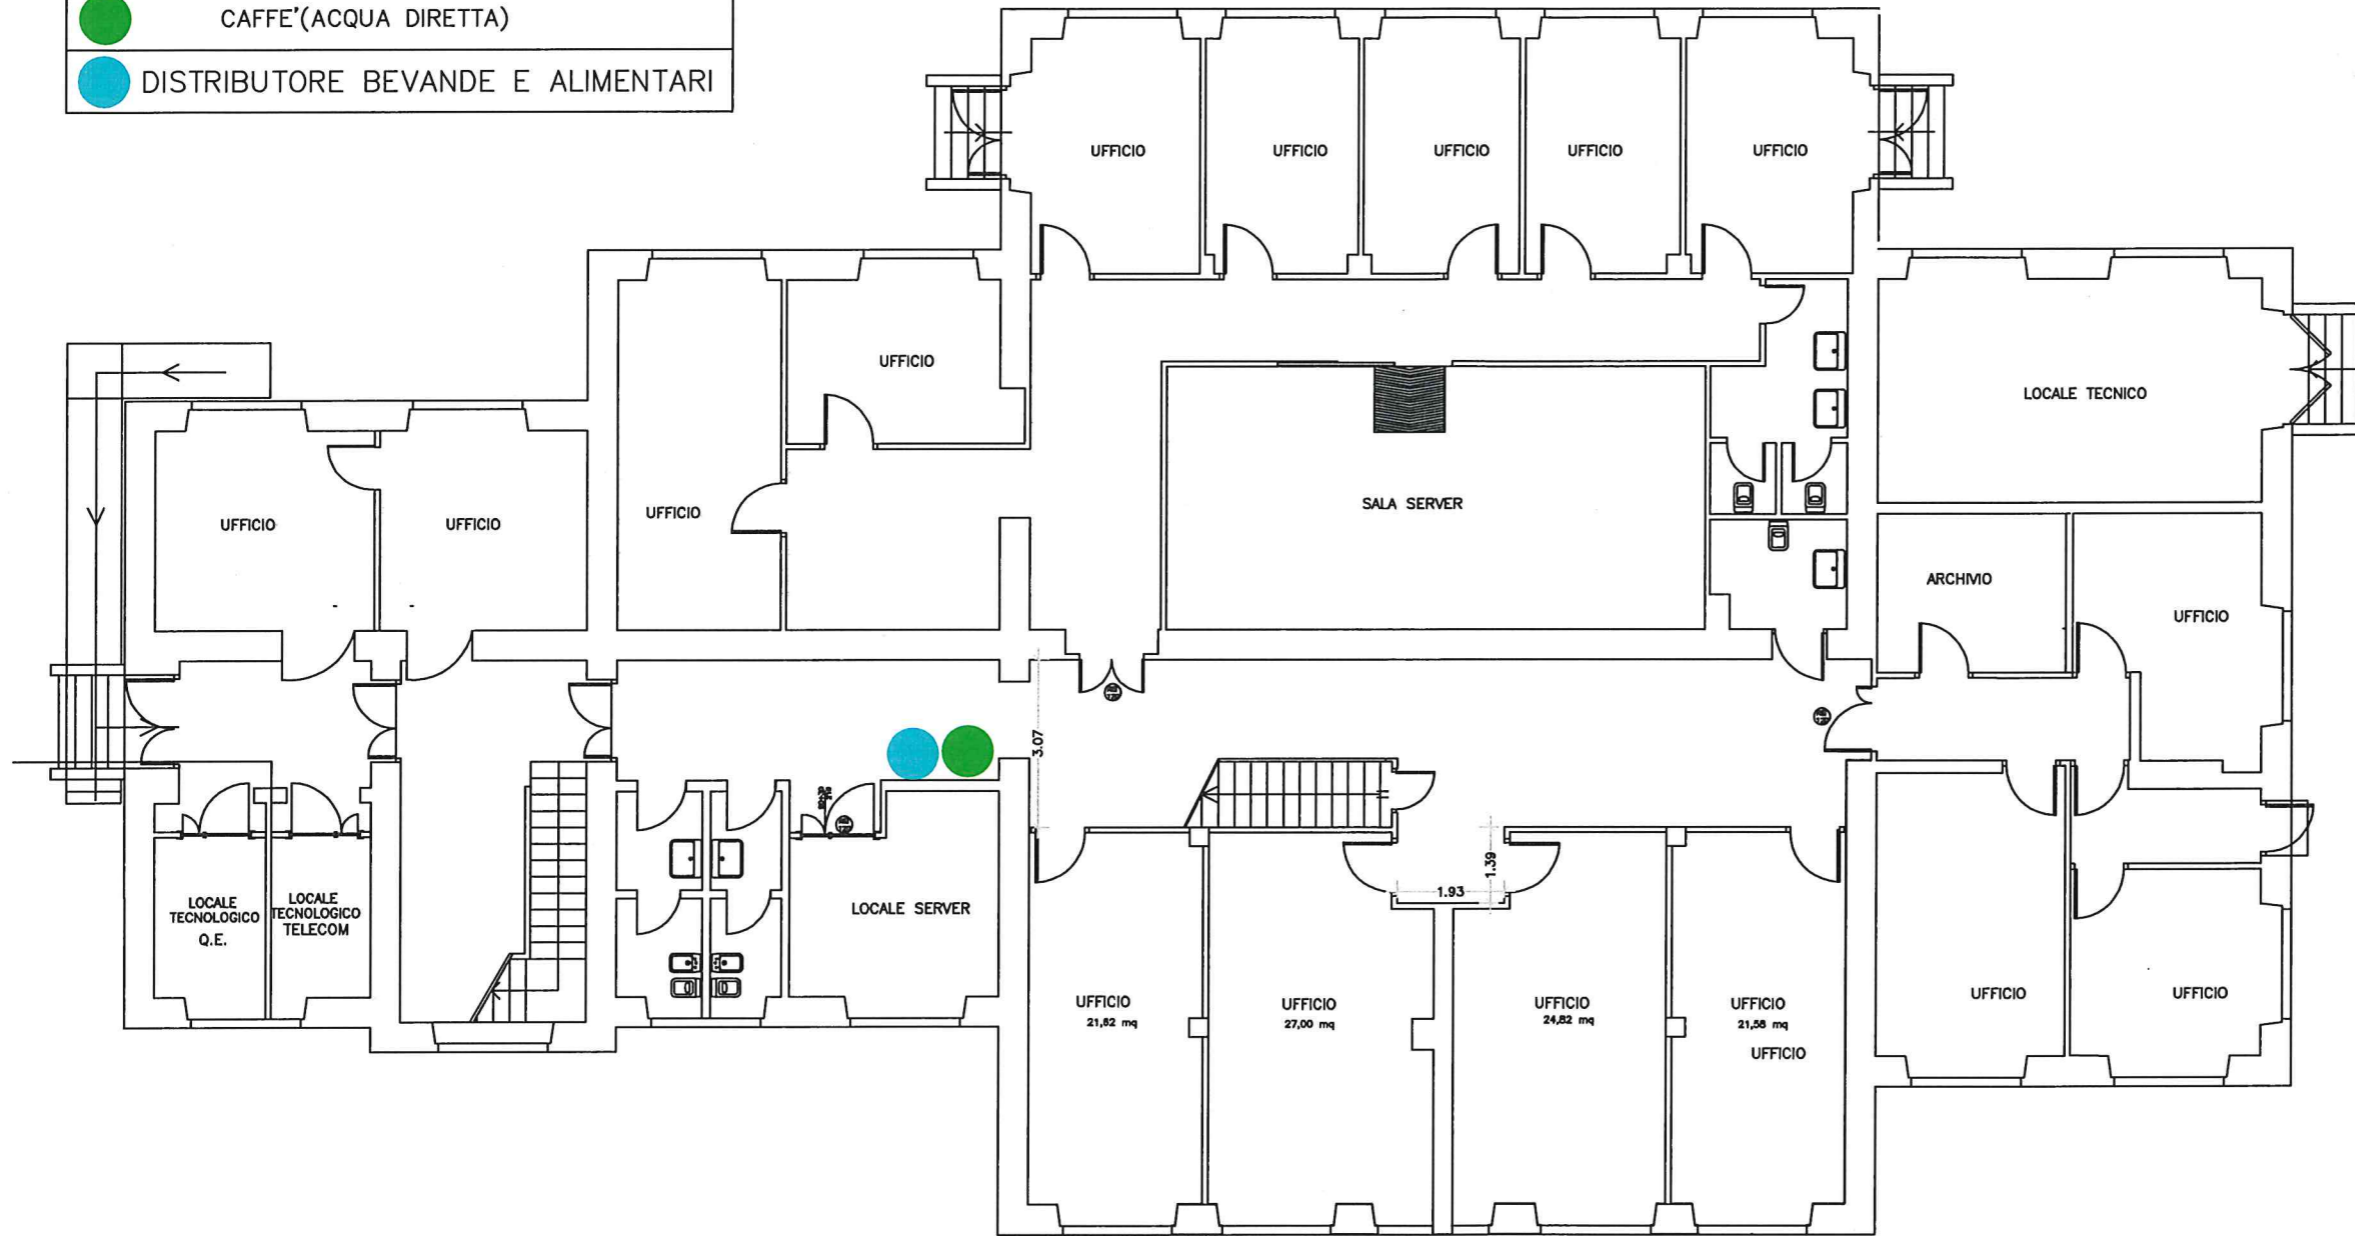 CAFFE'(ACQUA DIRETTA)
DISTRIBUTORE BEVANDE E ALIMENTARI
UFFICIO
UFFICIO
UFFICIO
UFFICIO
UFFICIO
UFFICIO
LOCALE TECNICO
UFFICIO
SALA SERVER
UFFICIO
UFFICIO
ARCHIVIO
UFFICIO
3.07
1.39
1.93
LOCALE
TECNOLOGICO
Q.E.
LOCALE
TECNOLOGICO
TELECOM
LOCALE SERVER
UFFICIO
21,62 mq
UFFICIO
27,00 mq
UFFICIO
24,82 mq
UFFICIO
21,58 mq
UFFICIO
UFFICIO
UFFICIO